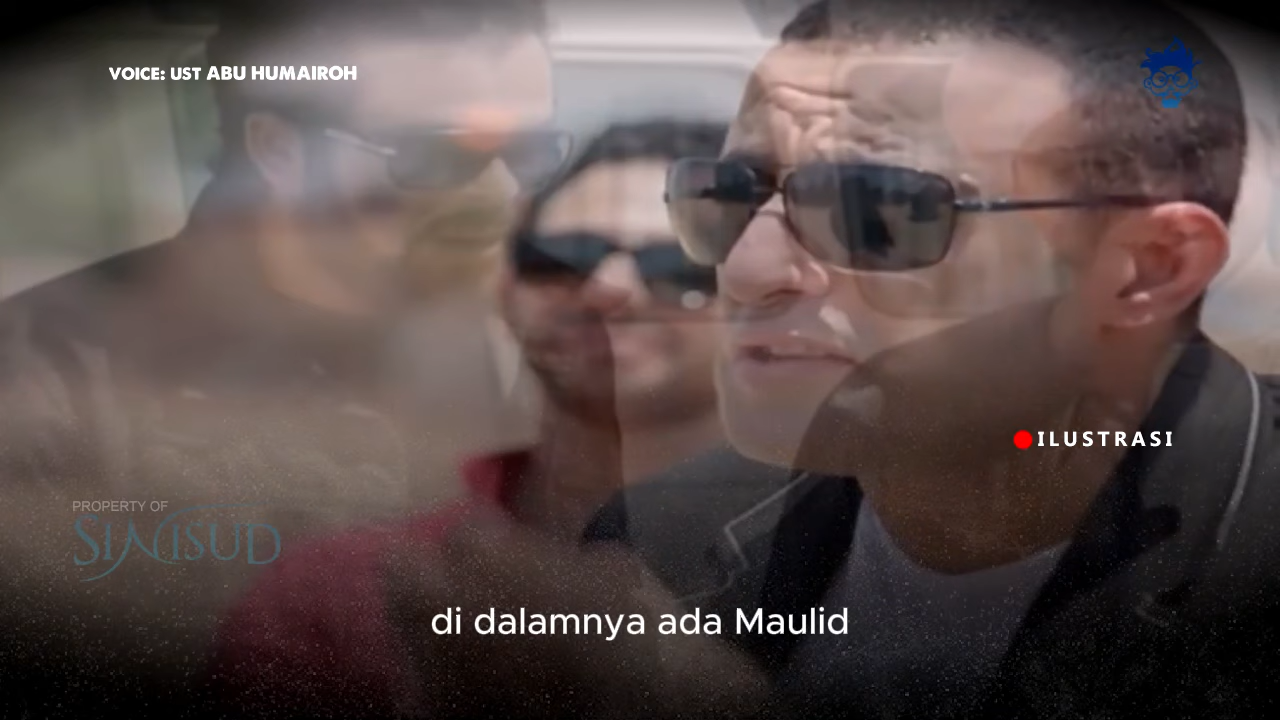 VOICE: UST ABU HUMAIROH
ILUSTRASI
PROPERTY OF
SINISUD
di dalamnya ada Maulid